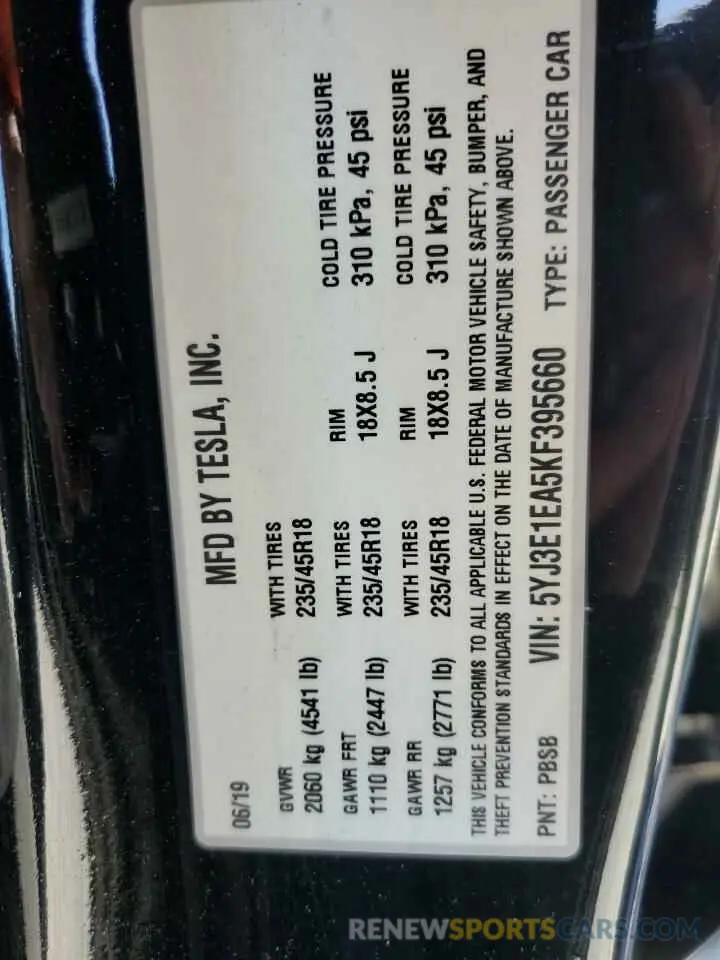 MFD BY TESLA, INC.
06/19
GVWR
2060 kg (4541 lb)
WITH TIRES
235/45R18
GAWR FRT
1110 kg (2447 lb)
WITH TIRES
235/45R18
RIM
18X8.5 J
COLD TIRE PRESSURE
310 kPa, 45 psi
GAWR RR
1257 kg (2771 lb)
WITH TIRES
235/45R18
RIM
18X8.5 J
COLD TIRE PRESSURE
310 kPa, 45 psi
THIS VEHICLE CONFORMS TO ALL APPLICABLE U.S. FEDERAL MOTOR VEHICLE SAFETY, BUMPER, AND
THEFT PREVENTION STANDARDS IN EFFECT ON THE DATE OF MANUFACTURE SHOWN ABOVE.
PNT: PBSB VIN: 5YJ3E1EA5KF395660 TYPE: PASSENGER CAR
RENEWSPORTSCARS.COM